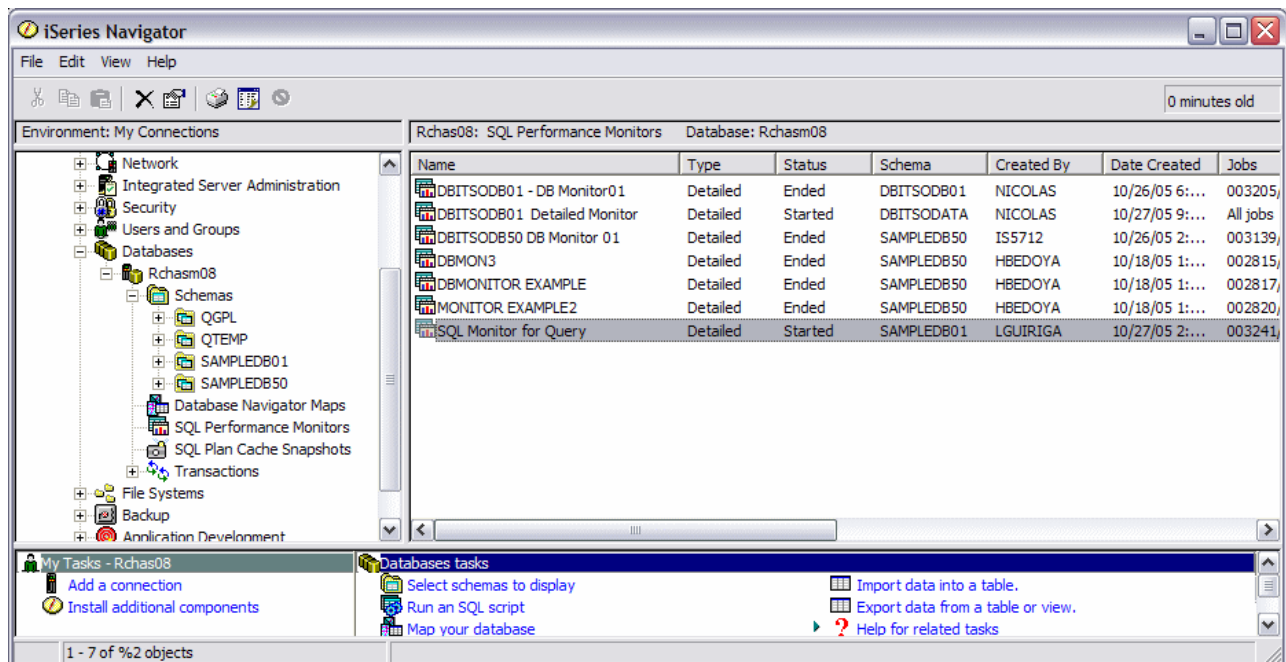 iSeries Navigator
File Edit View Help
0 minutes old
Environment: My Connections
Rchas08: SQL Performance Monitors Database: Rchasm08
Network
Integrated Server Administration
Security
Users and Groups
Databases
Rchasm08
Schemas
QGPL
QTEMP
SAMPLEDB01
SAMPLEDB50
Database Navigator Maps
SQL Performance Monitors
SQL Plan Cache Snapshots
Transactions
File Systems
Backup
Application Development
Name Type Status Schema Created By Date Created Jobs
DBITSODB01 - DB Monitor01 Detailed Ended DBITSODB01 NICOLAS 10/26/05 6:... 003205/
DBITSODB01 Detailed Monitor Detailed Started DBITSODATA NICOLAS 10/27/05 9:... All jobs
DBITSODB50 DB Monitor 01 Detailed Ended SAMPLEDB50 IS5712 10/26/05 2:... 003139/
DBMON3 Detailed Ended SAMPLEDB50 HBEDOYA 10/18/05 1:... 002815/
DBMONITOR EXAMPLE Detailed Ended SAMPLEDB50 HBEDOYA 10/18/05 1:... 002817/
MONITOR EXAMPLE2 Detailed Ended SAMPLEDB50 HBEDOYA 10/18/05 1:... 002820/
SQL Monitor for Query Detailed Started SAMPLEDB01 LGUIRIGA 10/27/05 2:... 003241/
My Tasks - Rchas08
Add a connection
Install additional components
Databases tasks
Select schemas to display
Run an SQL script
Map your database
Import data into a table.
Export data from a table or view.
Help for related tasks
1 - 7 of %2 objects